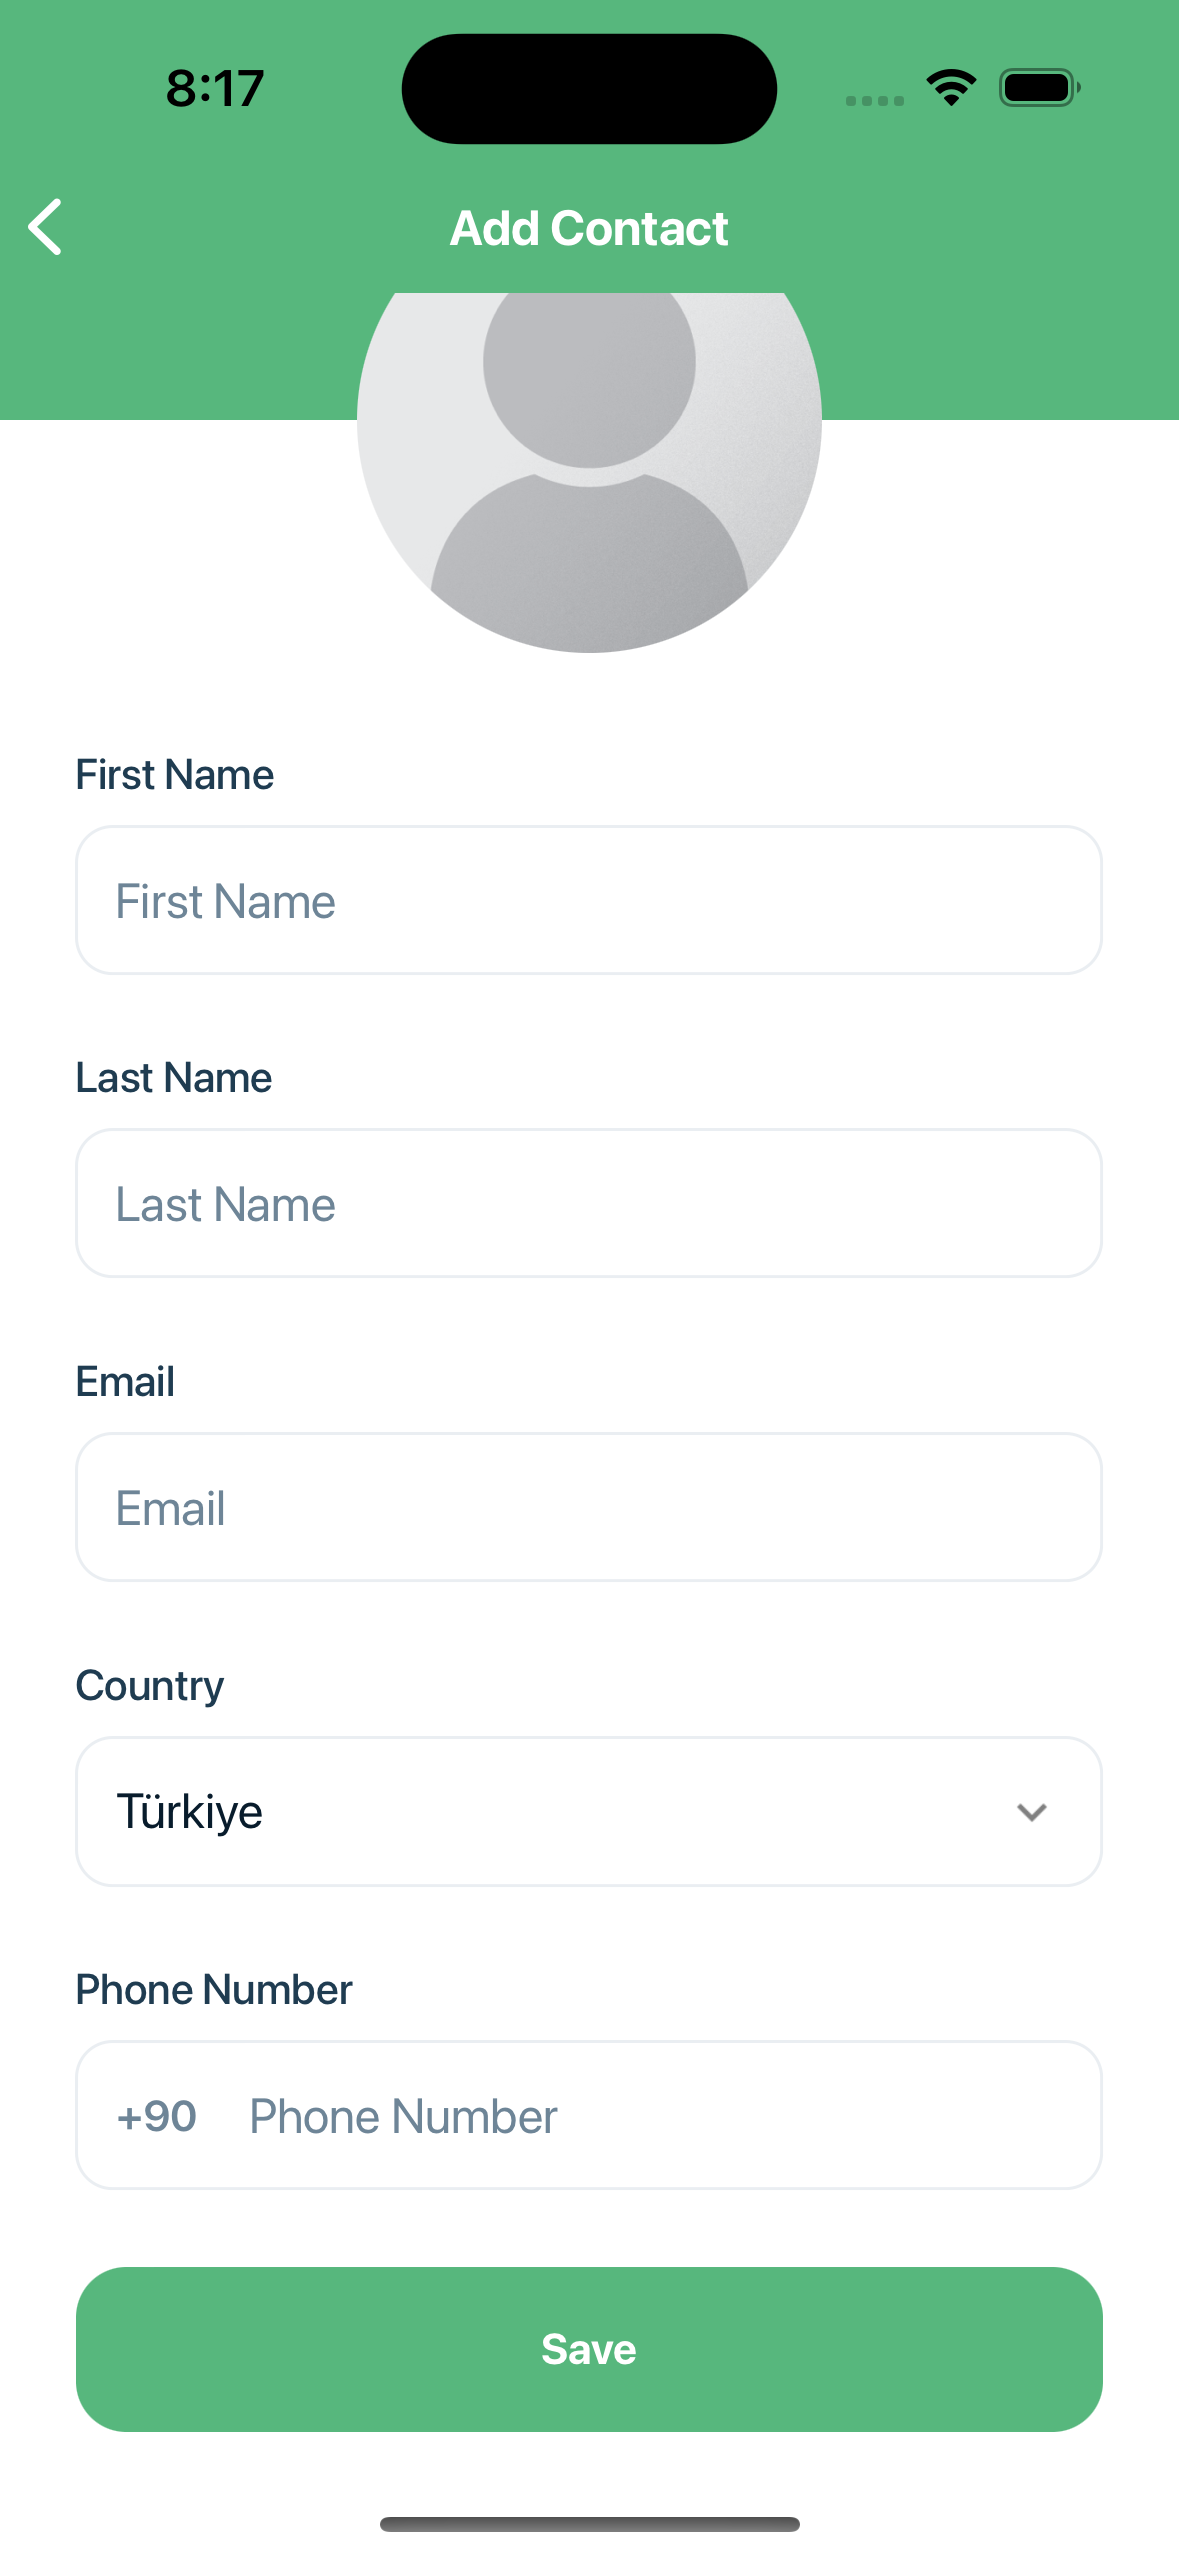 8:17
Add Contact
First Name
First Name
Last Name
Last Name
Email
Email
Country
Türkiye
Phone Number
+90 Phone Number
Save